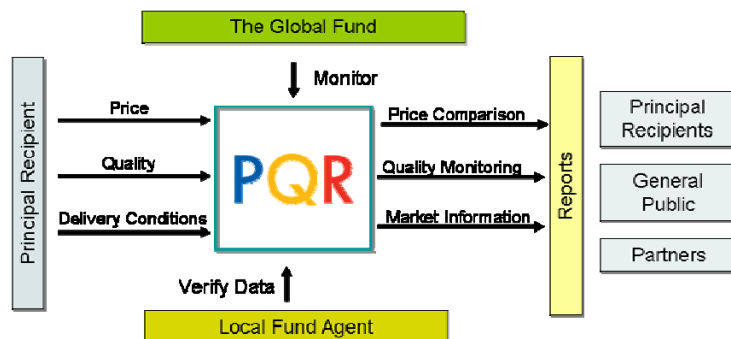 The Global Fund
Monitor
Principal Recipient
Price
Quality
Delivery Conditions
PQR
Price Comparison
Quality Monitoring
Market Information
Reports
Principal
Recipients
General
Public
Partners
Verify Data
Local Fund Agent